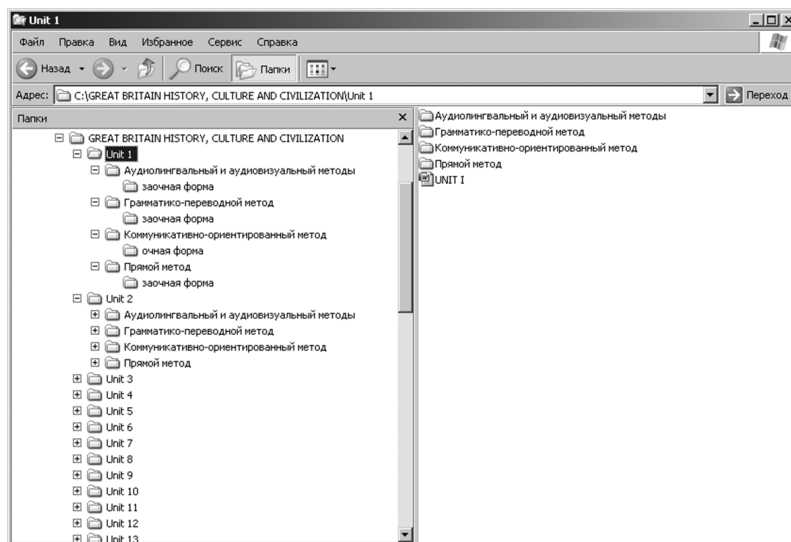 Unit 1
Файл Правка Вид Избранное Сервис Справка
Назад Поиск Папки
Адрес: C:\GREAT BRITAIN HISTORY, CULTURE AND CIVILIZATION\Unit 1 Переход
Папки
GREAT BRITAIN HISTORY, CULTURE AND CIVILIZATION
Unit 1
Аудиолингвальный и аудиовизуальный методы
заочная форма
Грамматико-переводной метод
заочная форма
Коммуникативно-ориентированный метод
очная форма
Прямой метод
заочная форма
Unit 2
Аудиолингвальный и аудиовизуальный методы
Грамматико-переводной метод
Коммуникативно-ориентированный метод
Прямой метод
Unit 3
Unit 4
Unit 5
Unit 6
Unit 7
Unit 8
Unit 9
Unit 10
Unit 11
Unit 12
Unit 13
Аудиолингвальный и аудиовизуальный методы
Грамматико-переводной метод
Коммуникативно-ориентированный метод
Прямой метод
UNIT I